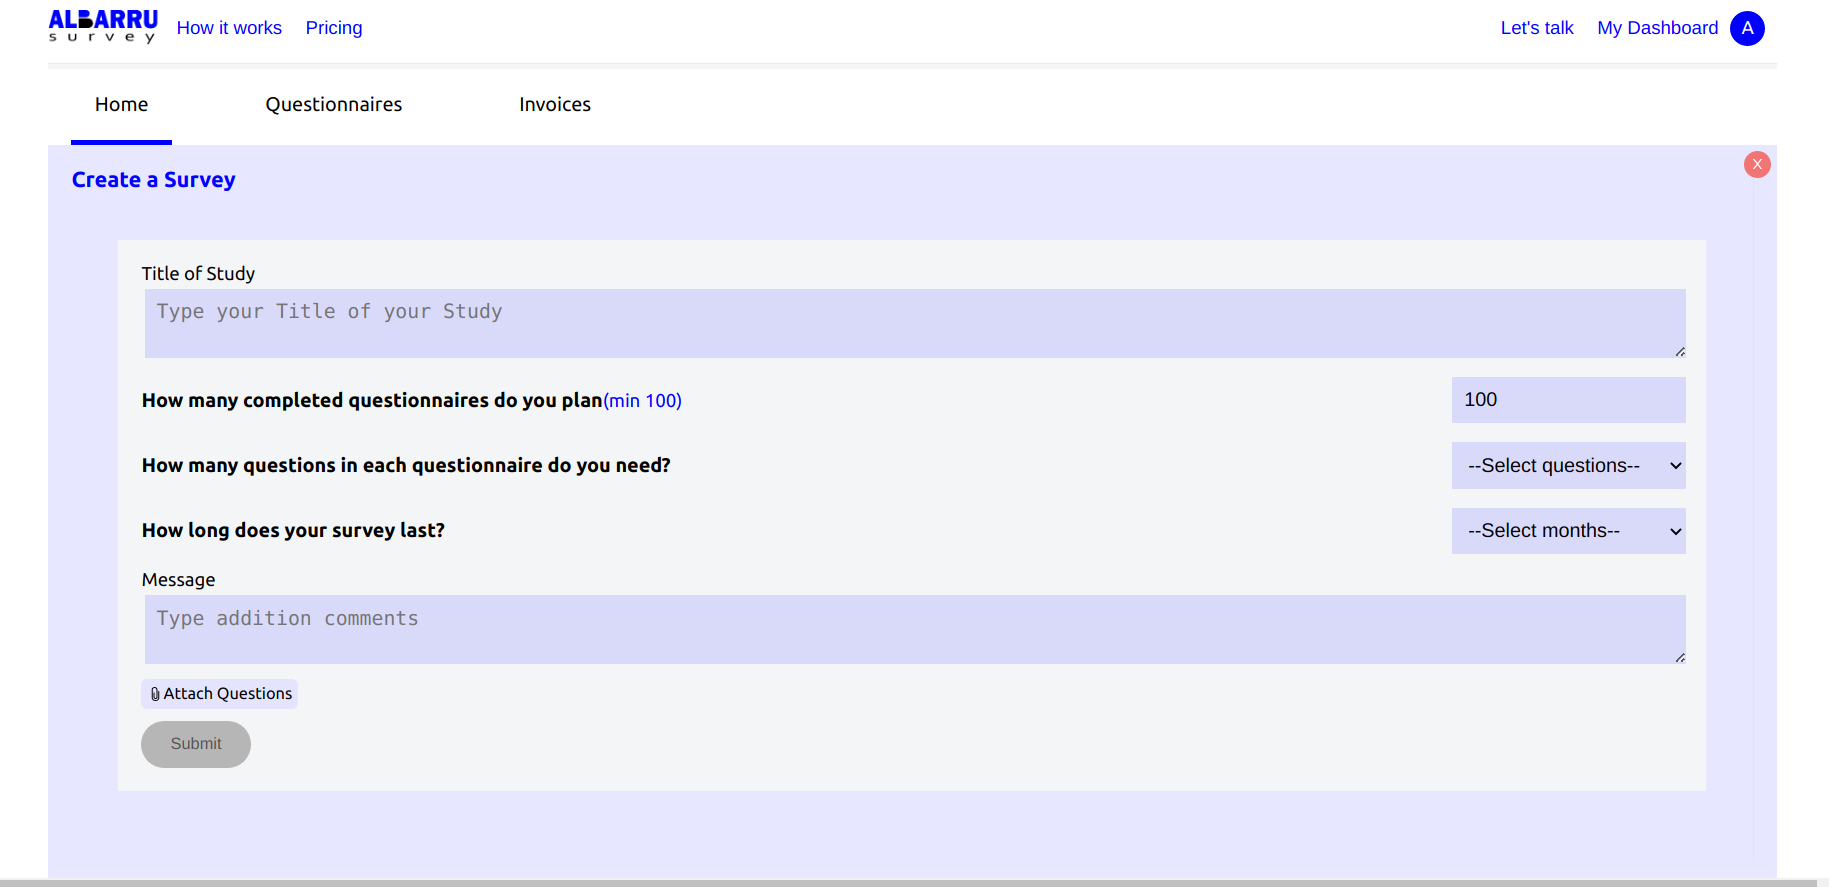 ALBARRU
survey
How it works Pricing
Let's talk My Dashboard A
Home Questionnaires Invoices
X
Create a Survey
Title of Study
Type your Title of your Study
How many completed questionnaires do you plan(min 100) 100
How many questions in each questionnaire do you need? --Select questions--
How long does your survey last? --Select months--
Message
Type addition comments
Attach Questions
Submit